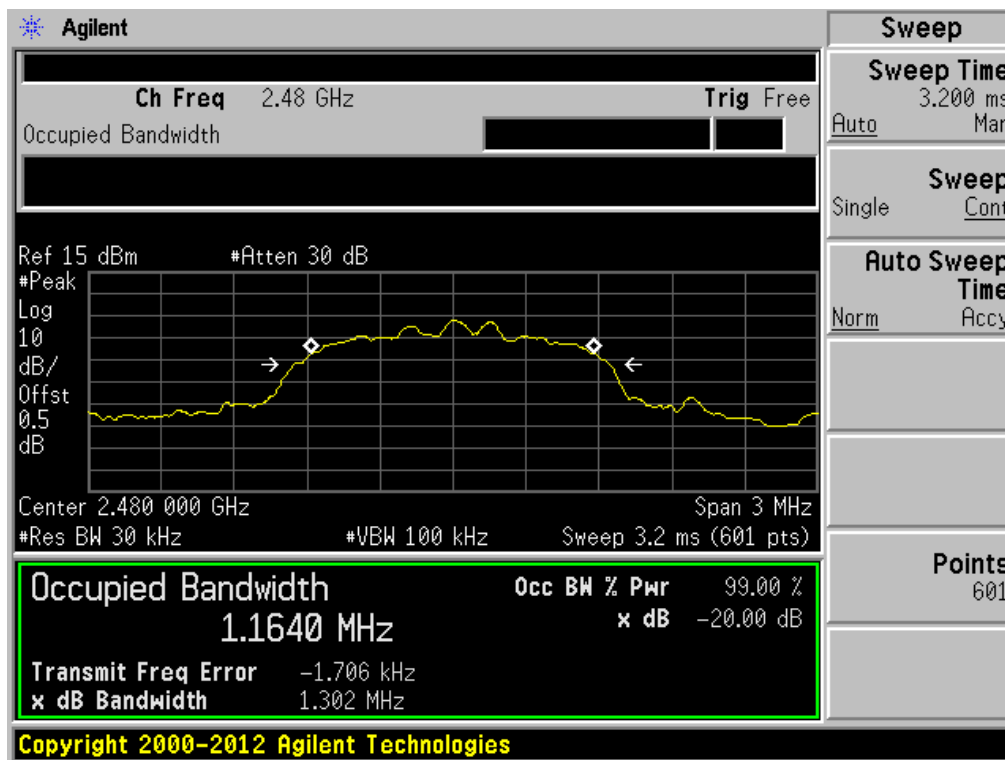 Agilent
Sweep
Ch Freq 2.48 GHz Trig Free
Occupied Bandwidth
Sweep Time
3.200 ms
Auto Man
Sweep
Single Cont
Auto Sweep
Time
Norm Accy
Ref 15 dBm #Atten 30 dB
#Peak
Log
10
dB/
Offst
0.5
dB
Center 2.480 000 GHz Span 3 MHz
#Res BW 30 kHz #VBW 100 kHz Sweep 3.2 ms (601 pts)
Points
601
Occupied Bandwidth Occ BW % Pwr 99.00 %
1.1640 MHz x dB -20.00 dB
Transmit Freq Error -1.706 kHz
x dB Bandwidth 1.302 MHz
Copyright 2000-2012 Agilent Technologies